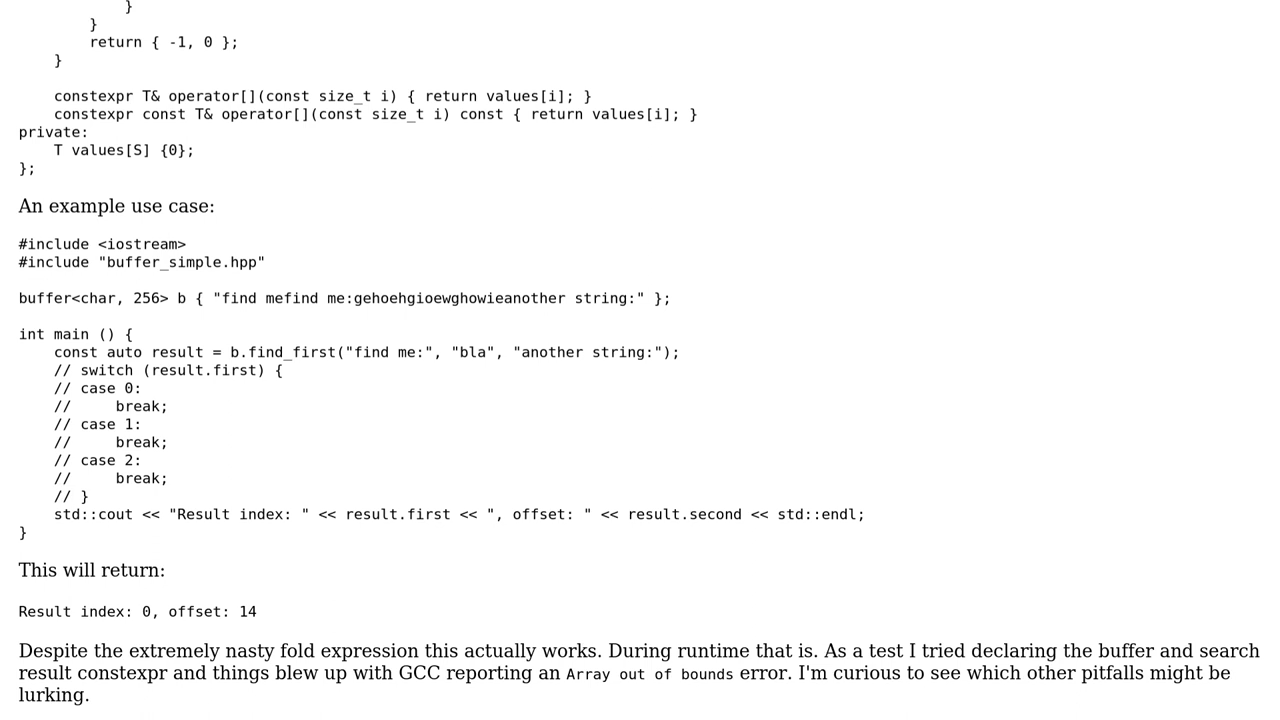 }
        }
        return { -1, 0 };
    }

    constexpr T& operator[](const size_t i) { return values[i]; }
    constexpr const T& operator[](const size_t i) const { return values[i]; }
private:
    T values[S] {0};
};
An example use case:
#include <iostream>
#include "buffer_simple.hpp"

buffer<char, 256> b { "find mefind me:gehoehgioewghowieanother string:" };

int main () {
    const auto result = b.find_first("find me:", "bla", "another string:");
    // switch (result.first) {
    // case 0:
    //     break;
    // case 1:
    //     break;
    // case 2:
    //     break;
    // }
    std::cout << "Result index: " << result.first << ", offset: " << result.second << std::endl;
}
This will return:
Result index: 0, offset: 14
Despite the extremely nasty fold expression this actually works. During runtime that is. As a test I tried declaring the buffer and search
result constexpr and things blew up with GCC reporting an Array out of bounds error. I'm curious to see which other pitfalls might be
lurking.